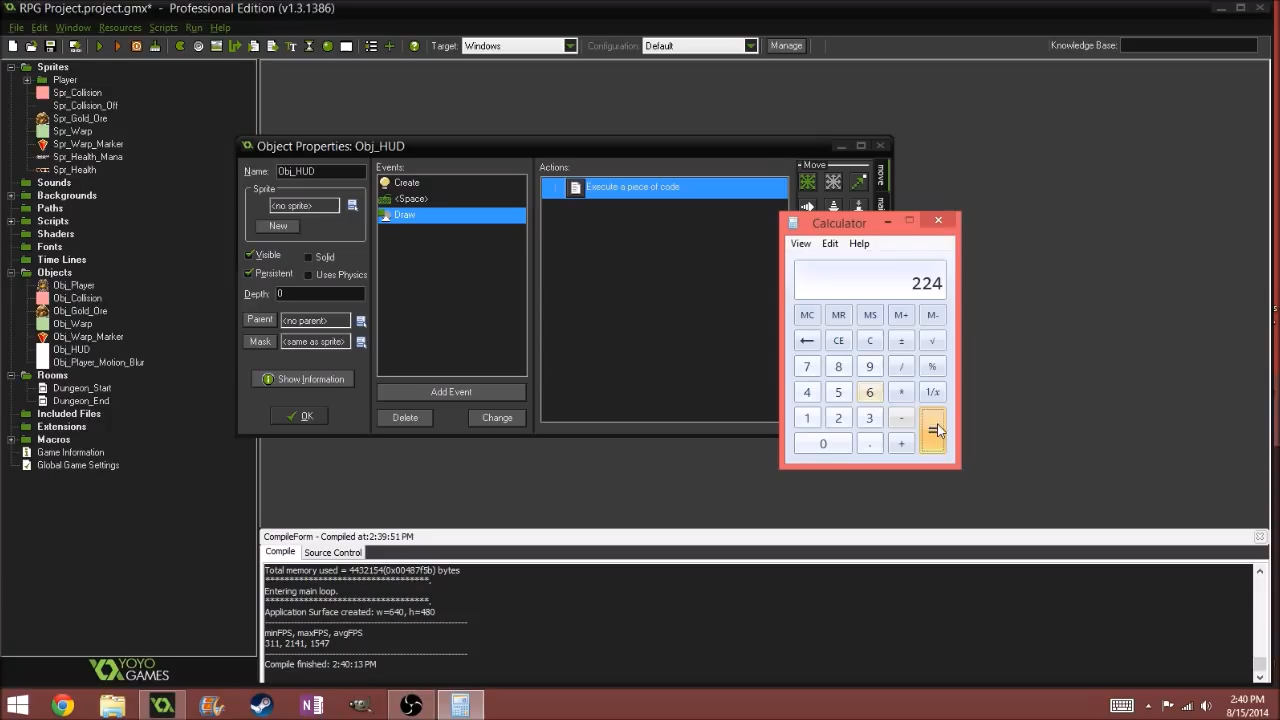 RPG Project.project.gmx* - Professional Edition (v1.3.1386)
File Edit Window Resources Scripts Run Help
Target: Windows Configuration: Default Manage Knowledge Base:
Sprites
Player
Spr_Collision
Spr_Collision_Off
Spr_Gold_Ore
Spr_Warp
Spr_Warp_Marker
Spr_Health_Mana
Spr_Health
Sounds
Backgrounds
Paths
Scripts
Shaders
Fonts
Time Lines
Objects
Obj_Player
Obj_Collision
Obj_Gold_Ore
Obj_Warp
Obj_Warp_Marker
Obj_HUD
Obj_Player_Motion_Blur
Rooms
Dungeon_Start
Dungeon_End
Included Files
Extensions
Macros
Game Information
Global Game Settings
YOYO
GAMES
Object Properties: Obj_HUD
Name: Obj_HUD
Sprite
<no sprite>
New
Visible Solid
Persistent Uses Physics
Depth: 0
Parent <no parent>
Mask <same as sprite>
Show Information
OK
Events:
Create
<Space>
Draw
Add Event
Delete Change
Actions:
Execute a piece of code
Move
move
Calculator
View Edit Help
224
MC MR MS M+ M-
← CE C ± √
7 8 9 / %
4 5 6 * 1/x
1 2 3 - =
0 . +
CompileForm - Compiled at:2:39:51 PM
Compile Source Control
Total memory used = 4432154(0x00487f5b) bytes
**********************************.
Entering main loop.
**********************************.
Application Surface created: w=640, h=480
minFPS, maxFPS, avgFPS
311, 2141, 1547
Compile finished: 2:40:13 PM
2:40 PM
8/15/2014